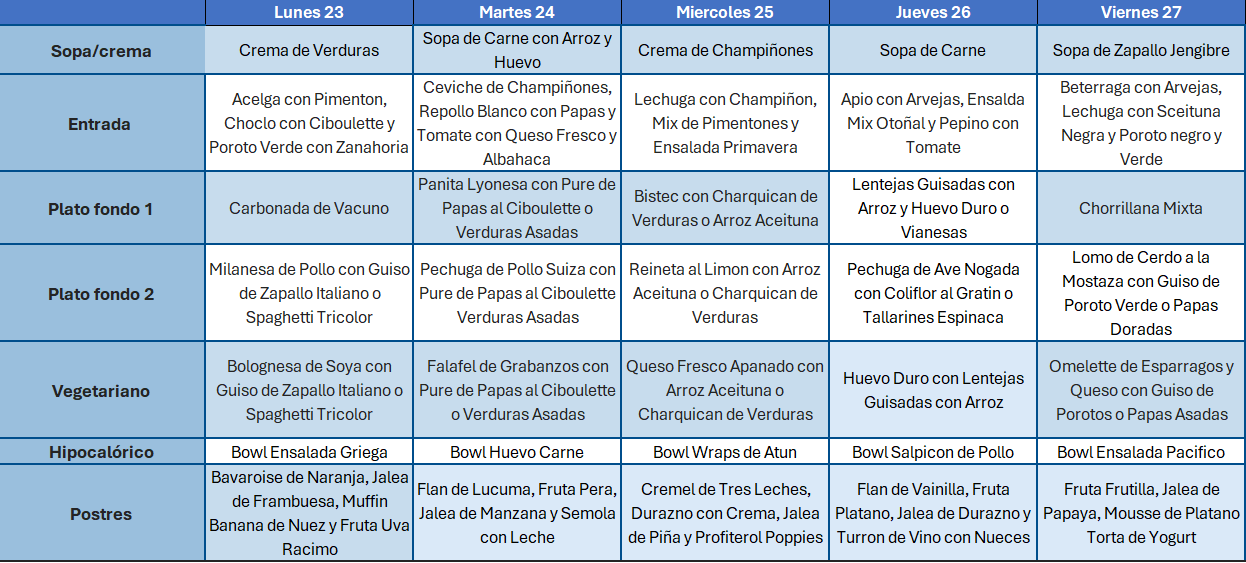 Lunes 23
Martes 24
Miercoles 25
Jueves 26
Viernes 27
Sopa/crema
Crema de Verduras
Sopa de Carne con Arroz y
Huevo
Crema de Champiñones
Sopa de Carne
Sopa de Zapallo Jengibre
Entrada
Acelga con Pimenton,
Choclo con Ciboulette y
Poroto Verde con Zanahoria
Ceviche de Champiñones,
Repollo Blanco con Papas y
Tomate con Queso Fresco y
Albahaca
Lechuga con Champiñon,
Mix de Pimentones y
Ensalada Primavera
Apio con Arvejas, Ensalda
Mix Otoñal y Pepino con
Tomate
Beterraga con Arvejas,
Lechuga con Sceituna
Negra y Poroto negro y
Verde
Plato fondo 1
Carbonada de Vacuno
Panita Lyonesa con Pure de
Papas al Ciboulette o
Verduras Asadas
Bistec con Charquican de
Verduras o Arroz Aceituna
Lentejas Guisadas con
Arroz y Huevo Duro o
Vianesas
Chorrillana Mixta
Plato fondo 2
Milanesa de Pollo con Guiso
de Zapallo Italiano o
Spaghetti Tricolor
Pechuga de Pollo Suiza con
Pure de Papas al Ciboulette
Verduras Asadas
Reineta al Limon con Arroz
Aceituna o Charquican de
Verduras
Pechuga de Ave Nogada
con Coliflor al Gratin o
Tallarines Espinaca
Lomo de Cerdo a la
Mostaza con Guiso de
Poroto Verde o Papas
Doradas
Vegetariano
Bolognesa de Soya con
Guiso de Zapallo Italiano o
Spaghetti Tricolor
Falafel de Grabanzos con
Pure de Papas al Ciboulette
o Verduras Asadas
Queso Fresco Apanado con
Arroz Aceituna o
Charquican de Verduras
Huevo Duro con Lentejas
Guisadas con Arroz
Omelette de Esparragos y
Queso con Guiso de
Porotos o Papas Asadas
Hipocalórico
Bowl Ensalada Griega
Bowl Huevo Carne
Bowl Wraps de Atun
Bowl Salpicon de Pollo
Bowl Ensalada Pacifico
Postres
Bavaroise de Naranja, Jalea
de Frambuesa, Muffin
Banana de Nuez y Fruta Uva
Racimo
Flan de Lucuma, Fruta Pera,
Jalea de Manzana y Semola
con Leche
Cremel de Tres Leches,
Durazno con Crema, Jalea
de Piña y Profiterol Poppies
Flan de Vainilla, Fruta
Platano, Jalea de Durazno y
Turron de Vino con Nueces
Fruta Frutilla, Jalea de
Papaya, Mousse de Platano
Torta de Yogurt